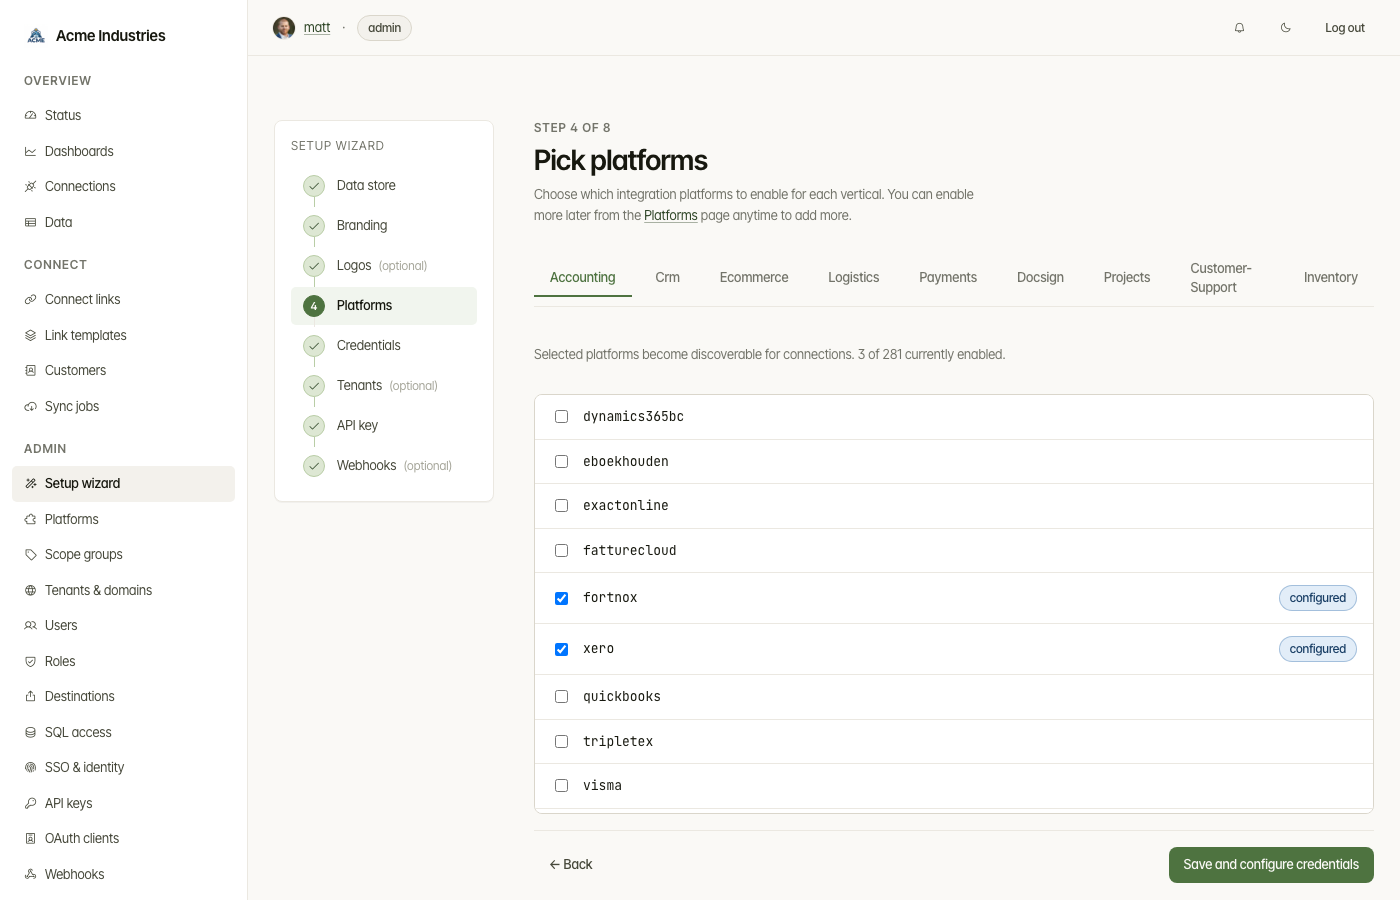 ACME
Acme Industries
OVERVIEW
Status
Dashboards
Connections
Data
CONNECT
Connect links
Link templates
Customers
Sync jobs
ADMIN
Setup wizard
Platforms
Scope groups
Tenants & domains
Users
Roles
Destinations
SQL access
SSO & identity
API keys
OAuth clients
Webhooks
matt · admin
Log out
SETUP WIZARD
Data store
Branding
Logos (optional)
4 Platforms
Credentials
Tenants (optional)
API key
Webhooks (optional)
STEP 4 OF 8
Pick platforms
Choose which integration platforms to enable for each vertical. You can enable
more later from the Platforms page anytime to add more.
Accounting
Crm
Ecommerce
Logistics
Payments
Docsign
Projects
Customer-
Support
Inventory
Selected platforms become discoverable for connections. 3 of 281 currently enabled.
dynamics365bc
eboekhouden
exactonline
fatturecloud
fortnox configured
xero configured
quickbooks
tripletex
visma
← Back
Save and configure credentials